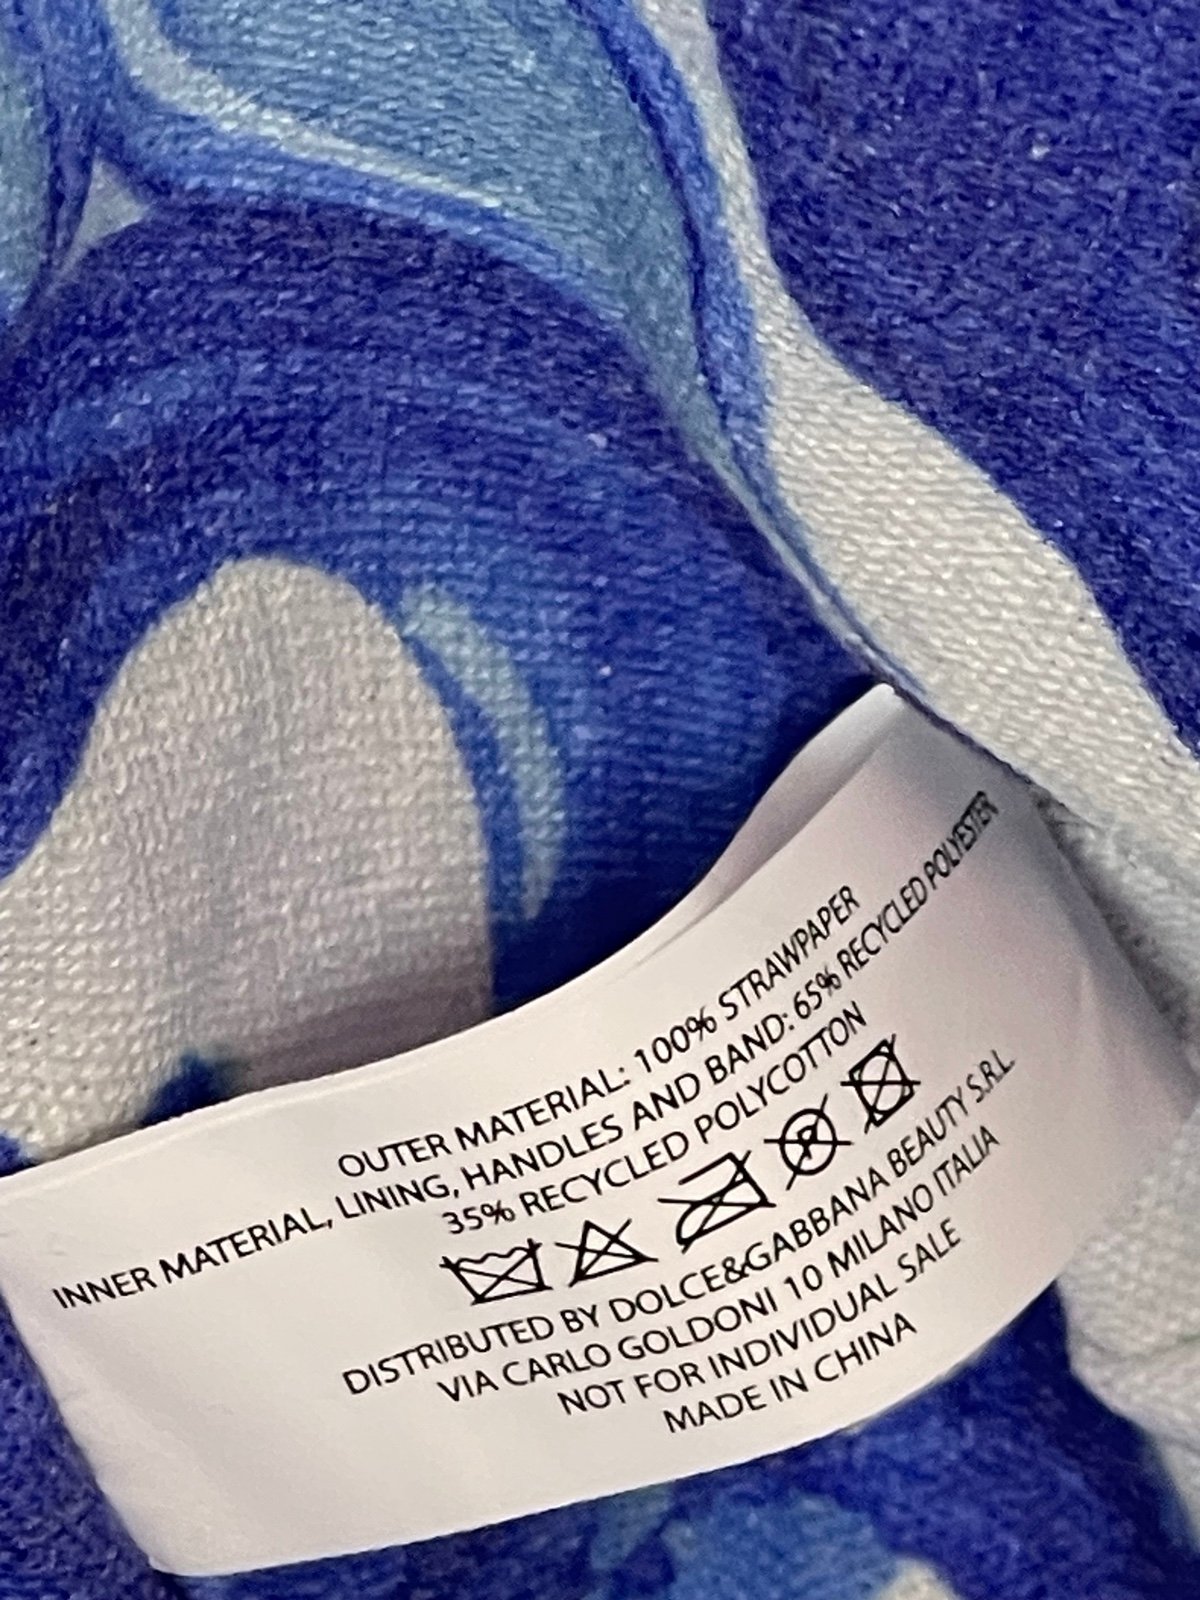 OUTER MATERIAL: 100% STRAWPAPER
INNER MATERIAL, LINING, HANDLES AND BAND: 65% RECYCLED POLYESTER
35% RECYCLED POLYCOTTON
P
DISTRIBUTED BY DOLCE&GABBANA BEAUTY S.R.L.
VIA CARLO GOLDONI 10 MILANO ITALIA
NOT FOR INDIVIDUAL SALE
MADE IN CHINA